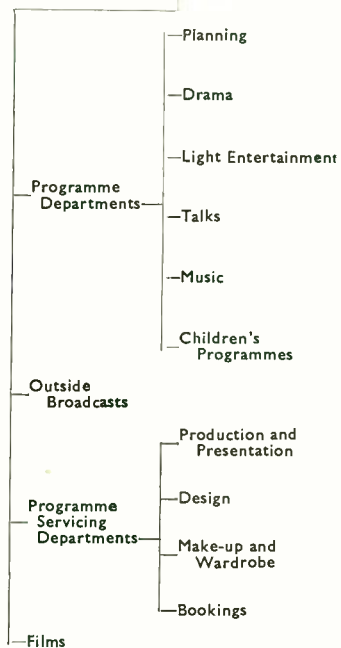 Planning
Drama
Light Entertainment
Programme
Departments
Talks
Music
Children's
Programmes
Outside
Broadcasts
Production and
Presentation
Programme
Servicing
Departments
Design
Make-up and
Wardrobe
Bookings
Films